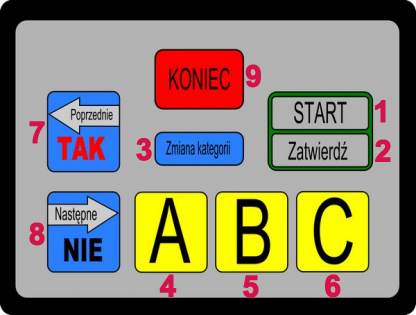 KONIEC 9
START 1
Zatwierdź 2
3 Zmiana kategorii
Poprzednie
7 TAK
Następne
8 NIE
A B C
4 5 6